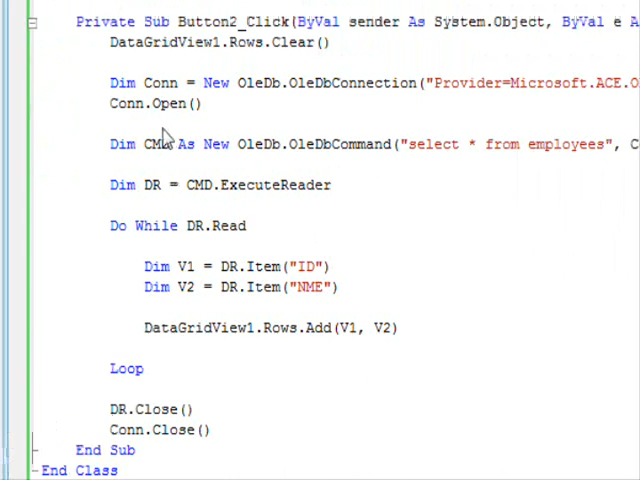 Private Sub Button2_Click(ByVal sender As System.Object, ByVal e A
DataGridView1.Rows.Clear()
Dim Conn = New OleDb.OleDbConnection("Provider=Microsoft.ACE.O
Conn.Open()
Dim CMD As New OleDb.OleDbCommand("select * from employees", C
Dim DR = CMD.ExecuteReader
Do While DR.Read
Dim V1 = DR.Item("ID")
Dim V2 = DR.Item("NME")
DataGridView1.Rows.Add(V1, V2)
Loop
DR.Close()
Conn.Close()
End Sub
End Class